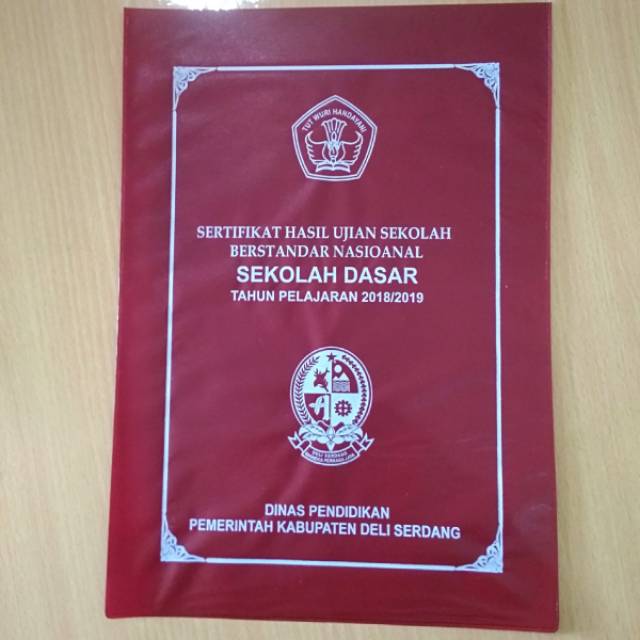 TUT WURI HANDAYANI
SERTIFIKAT HASIL UJIAN SEKOLAH
BERSTANDAR NASIOANAL
SEKOLAH DASAR
TAHUN PELAJARAN 2018/2019
DELI SERDANG
DINAS PENDIDIKAN
PEMERINTAH KABUPATEN DELI SERDANG